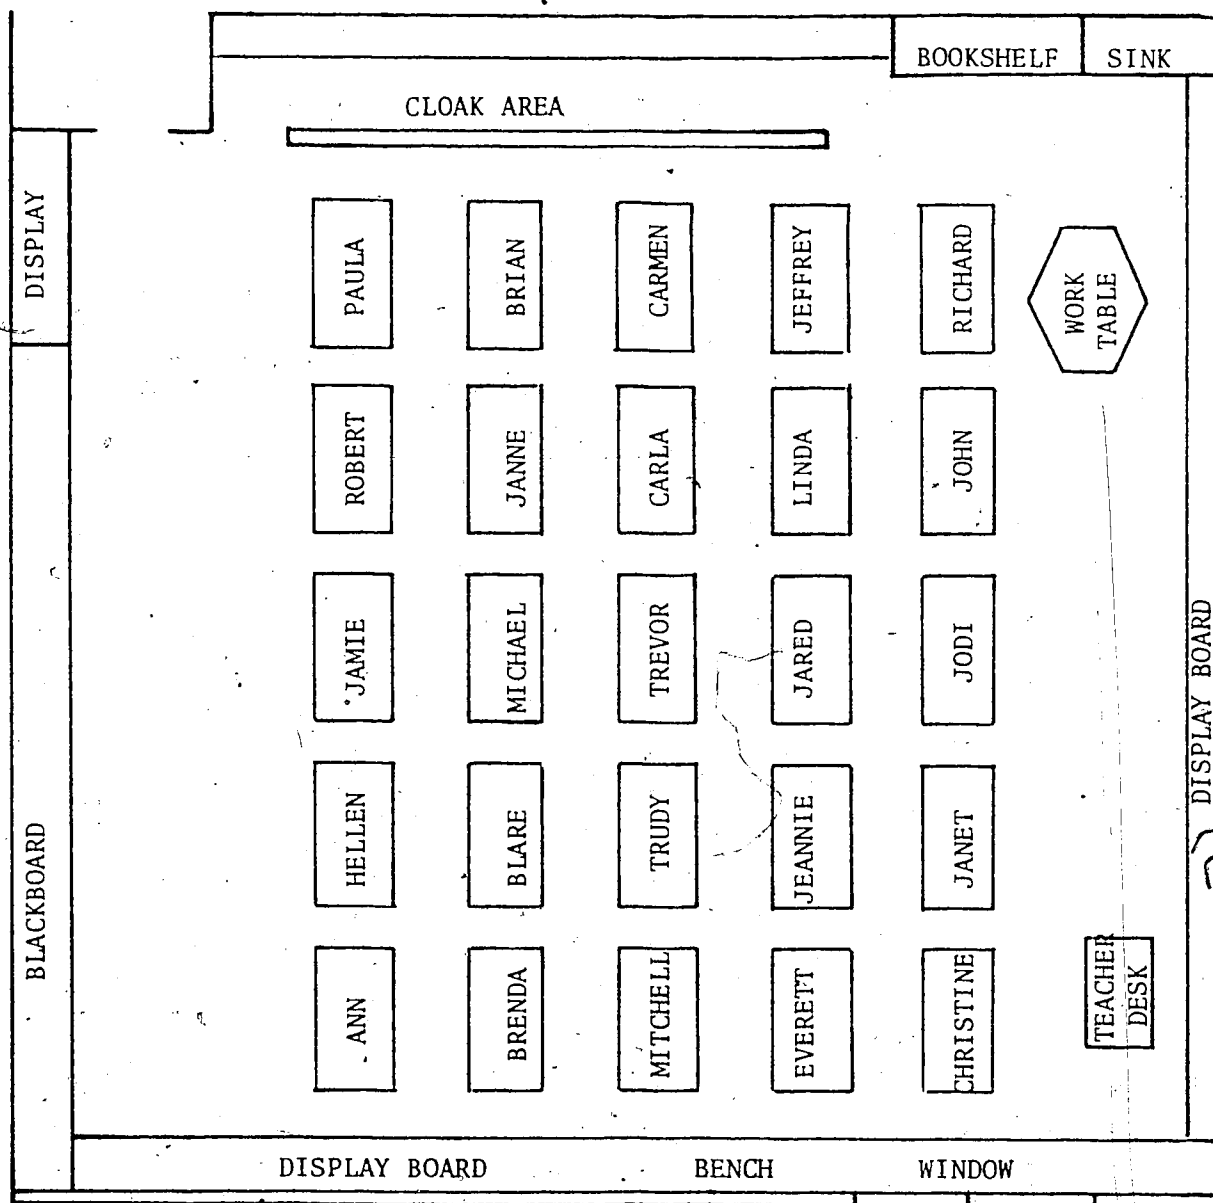 BOOKSHELF
SINK
CLOAK AREA
DISPLAY
PAULA
BRIAN
CARMEN
JEFFREY
RICHARD
WORK
TABLE
ROBERT
JANNE
CARLA
LINDA
JOHN
JAMIE
MICHAEL
TREVOR
JARED
JODI
DISPLAY BOARD
BLACKBOARD
HELLEN
BLARE
TRUDY
JEANNIE
JANET
ANN
BRENDA
MITCHELL
EVERETT
CHRISTINE
TEACHER
DESK
DISPLAY BOARD
BENCH
WINDOW